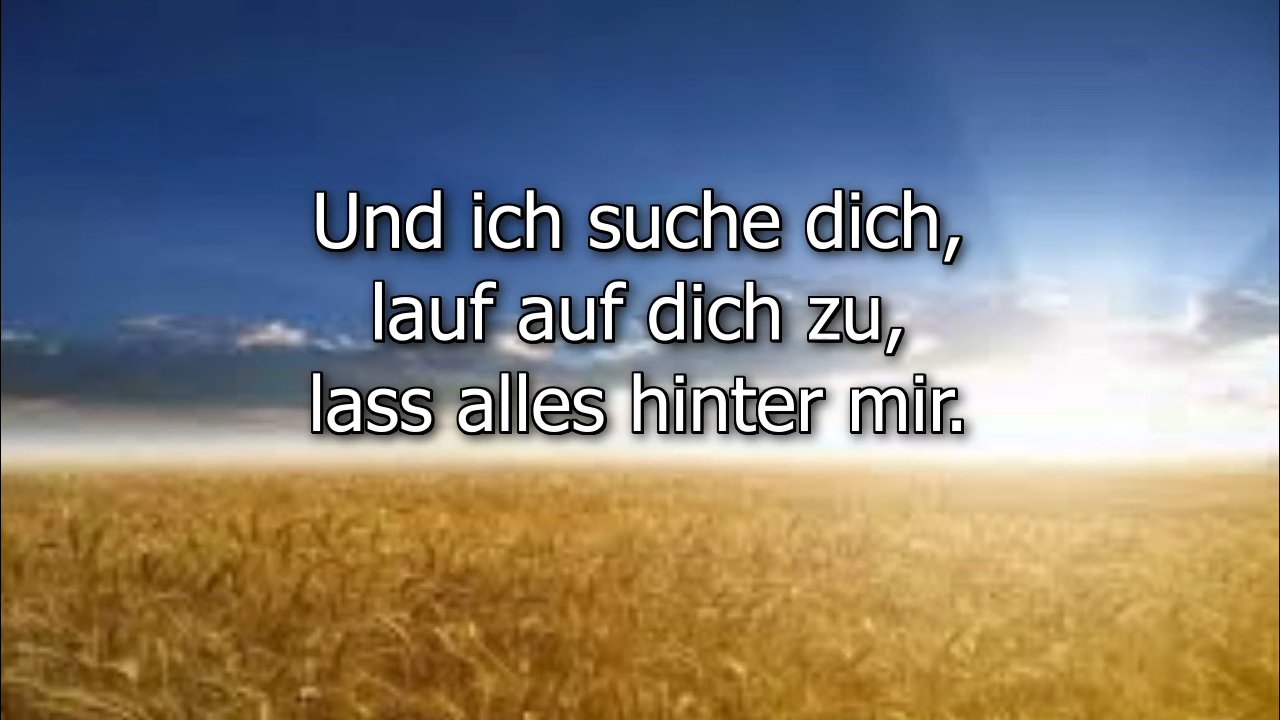 Und ich suche dich,
lauf auf dich zu,
lass alles hinter mir.